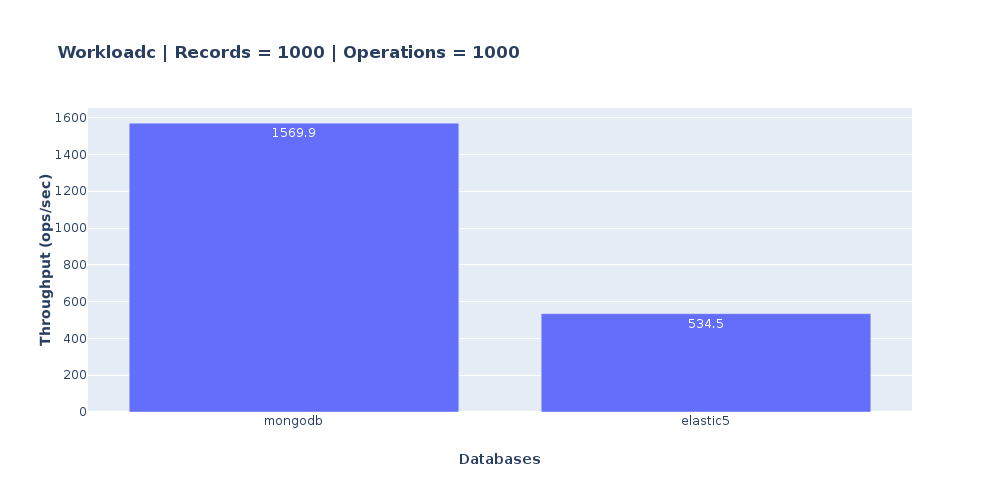 Workloadc | Records = 1000 | Operations = 1000
Throughput (ops/sec)
1600
1400
1200
1000
800
600
400
200
0
1569.9
534.5
mongodb
elastic5
Databases